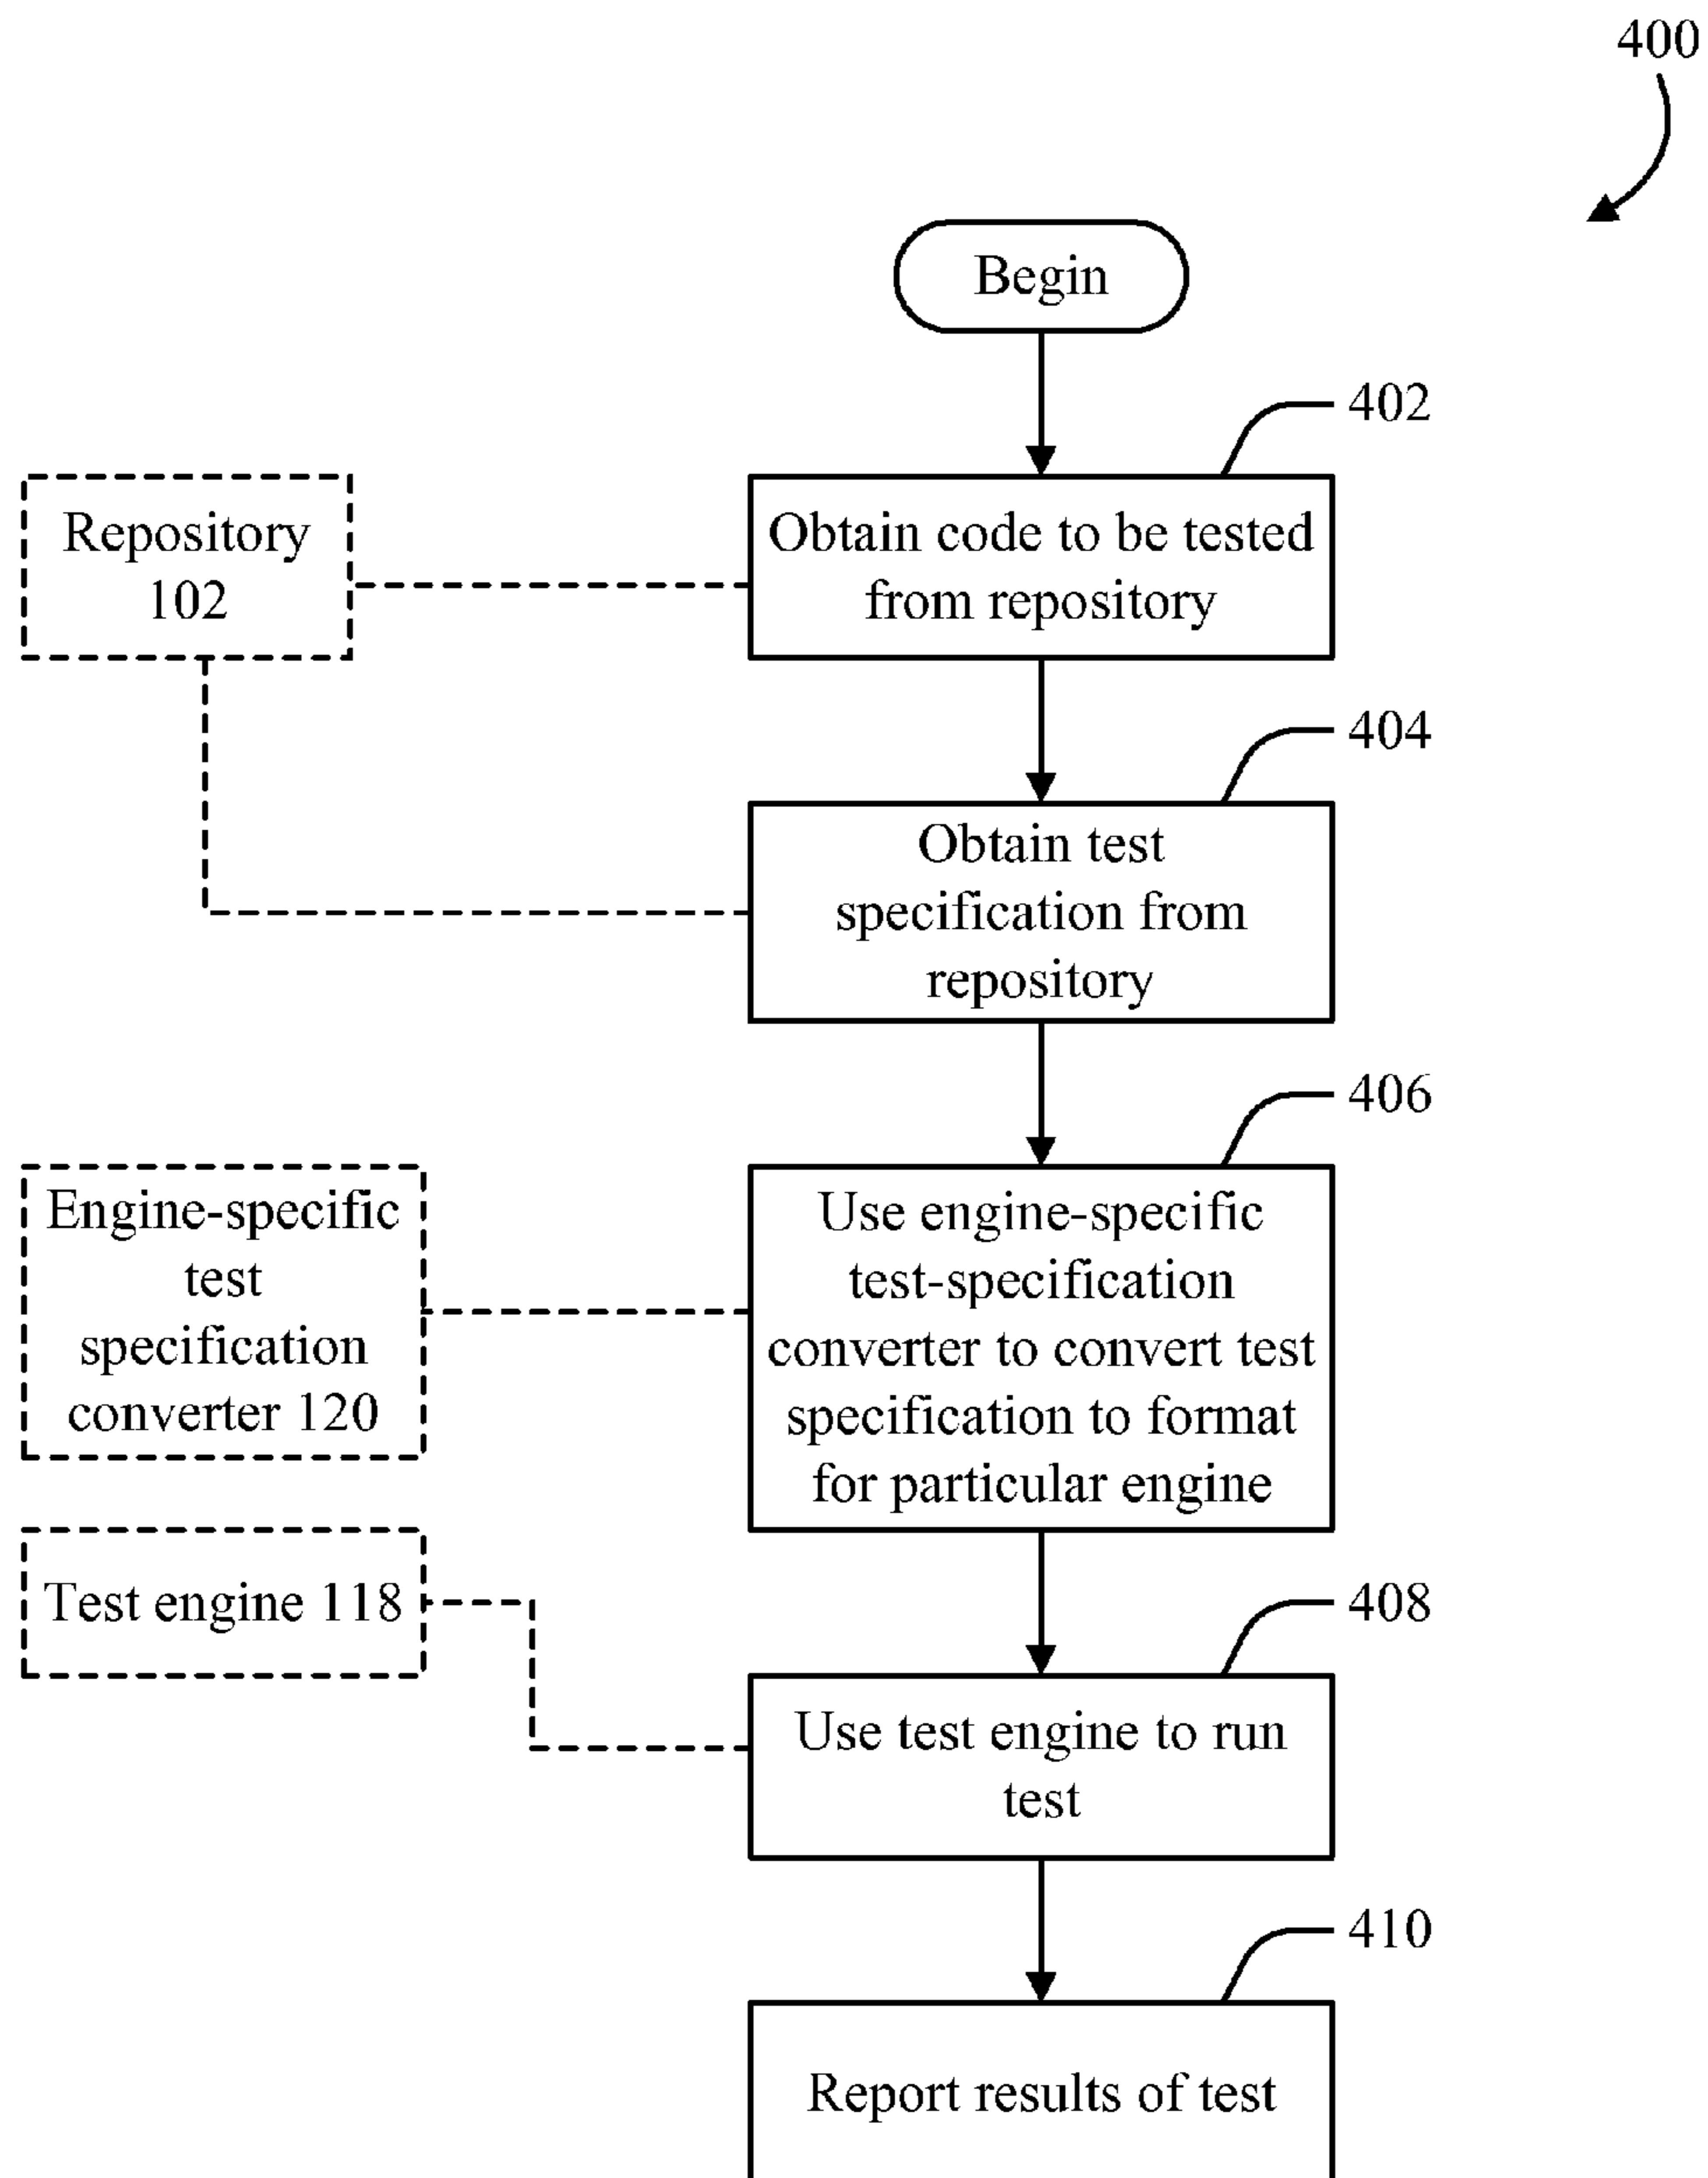 400
Begin
402
Repository
102
Obtain code to be tested
from repository
404
Obtain test
specification from
repository
406
Engine-specific
test
specification
converter 120
Use engine-specific
test-specification
converter to convert test
specification to format
for particular engine
Test engine 118
408
Use test engine to run
test
410
Report results of test